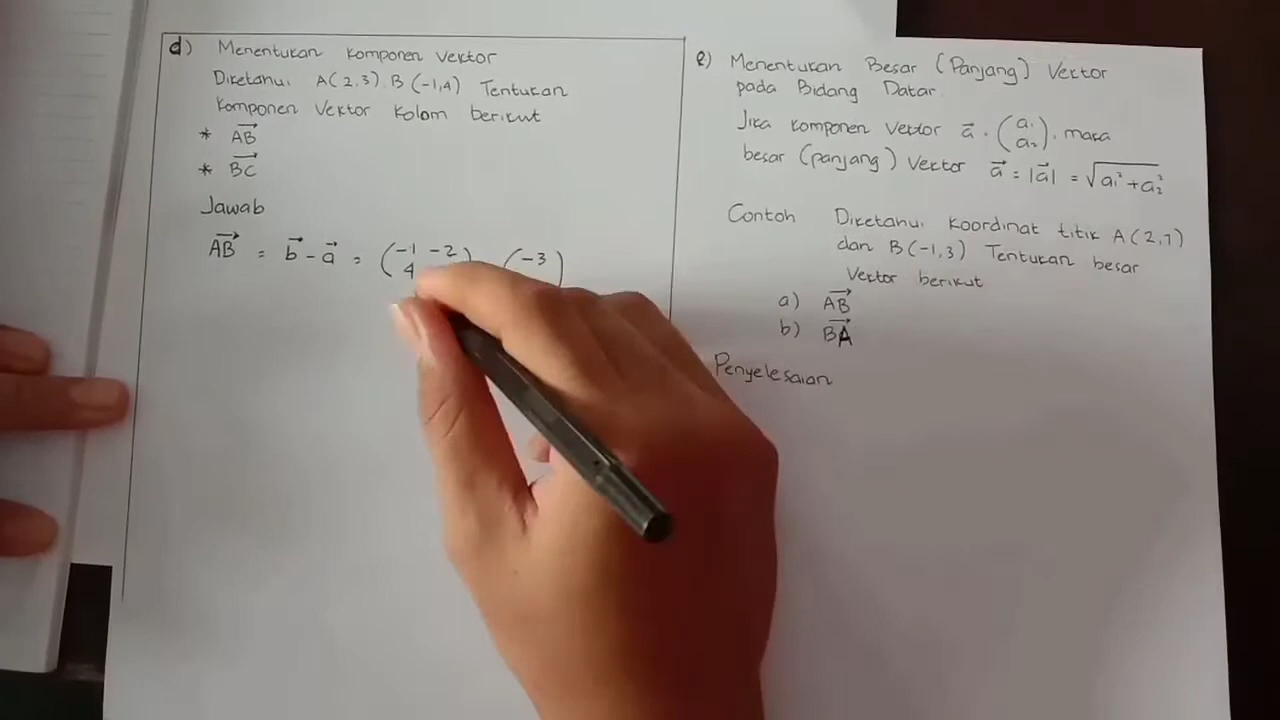 d) Menentukan Komponen Vektor
Diketahui A(2,3) B(-1,4) Tentukan
Komponen Vektor Kolom berikut
* AB
* BC
Jawab
AB = b - a = (-1 -2) (-3)
4
e) Menentukan Besar (Panjang) Vektor
pada Bidang Datar
Jika komponen vektor a = (a₁ a₂), maka
besar (panjang) Vektor a = |a| = √a₁² + a₂²
Contoh Diketahui Koordinat titik A(2,7)
dan B(-1,3) Tentukan besar
Vektor berikut
a) AB
b) BA
Penyelesaian